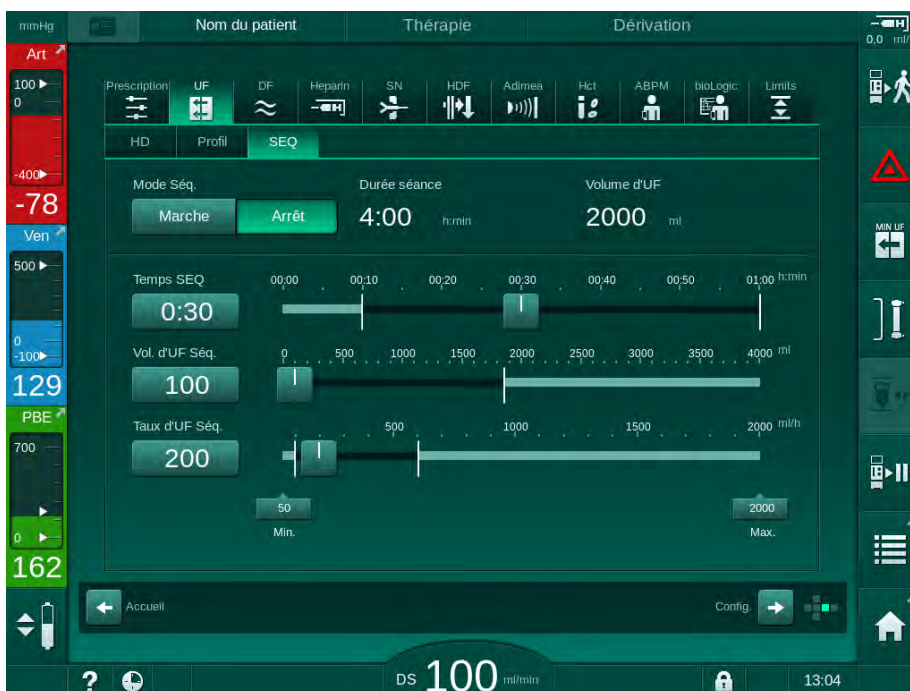 mmHg
Nom du patient
Thérapie
Dérivation
0,0 ml/
Art
100
0
-400
-78
Ven
500
0
-100
129
PBE
700
0
162
Prescription UF DF Heparin SN HDF Adimea Hct ABPM bioLogic Limits
HD Profil SEQ
Mode Séq. Durée séance Volume d'UF
Marche Arrêt 4:00 h:min 2000 ml
Temps SEQ 00:00 00:10 00:20 00:30 00:40 00:50 01:00 h:min
0:30
Vol. d'UF Séq. 0 500 1000 1500 2000 2500 3000 3500 4000 ml
100
Taux d'UF Séq. 500 1000 1500 2000 ml/h
200
50 2000
Min. Max.
Accueil Config.
MIN UF
? DS 100 ml/min 13:04